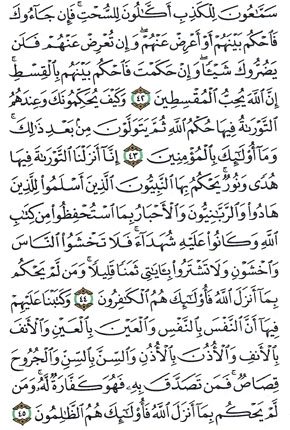 سَمَّٰعُونَ لِلْكَذِبِ أَكَّٰلُونَ لِلسُّحْتِ ۚ فَإِن جَآءُوكَ
فَٱحْكُم بَيْنَهُمْ أَوْ أَعْرِضْ عَنْهُمْ ۖ وَإِن تُعْرِضْ عَنْهُمْ فَلَن
يَضُرُّوكَ شَيْـًٔا ۖ وَإِنْ حَكَمْتَ فَٱحْكُم بَيْنَهُم بِٱلْقِسْطِ ۚ
إِنَّ ٱللَّهَ يُحِبُّ ٱلْمُقْسِطِينَ ٤٢ وَكَيْفَ يُحَكِّمُونَكَ وَعِندَهُمُ
ٱلتَّوْرَىٰةُ فِيهَا حُكْمُ ٱللَّهِ ثُمَّ يَتَوَلَّوْنَ مِنۢ بَعْدِ ذَٰلِكَ ۚ
وَمَآ أُو۟لَٰٓئِكَ بِٱلْمُؤْمِنِينَ ٤٣ إِنَّآ أَنزَلْنَا ٱلتَّوْرَىٰةَ فِيهَا
هُدًى وَنُورٌ ۚ يَحْكُمُ بِهَا ٱلنَّبِيُّونَ ٱلَّذِينَ أَسْلَمُوا۟ لِلَّذِينَ
هَادُوا۟ وَٱلرَّبَّٰنِيُّونَ وَٱلْأَحْبَارُ بِمَا ٱسْتُحْفِظُوا۟ مِن كِتَٰبِ
ٱللَّهِ وَكَانُوا۟ عَلَيْهِ شُهَدَآءَ ۚ فَلَا تَخْشَوُا۟ ٱلنَّاسَ
وَٱخْشَوْنِ وَلَا تَشْتَرُوا۟ بِـَٔايَٰتِى ثَمَنًا قَلِيلًا ۚ وَمَن لَّمْ يَحْكُم
بِمَآ أَنزَلَ ٱللَّهُ فَأُو۟لَٰٓئِكَ هُمُ ٱلْكَٰفِرُونَ ٤٤ وَكَتَبْنَا عَلَيْهِمْ
فِيهَآ أَنَّ ٱلنَّفْسَ بِٱلنَّفْسِ وَٱلْعَيْنَ بِٱلْعَيْنِ وَٱلْأَنفَ
بِٱلْأَنفِ وَٱلْأُذُنَ بِٱلْأُذُنِ وَٱلسِّنَّ بِٱلسِّنِّ وَٱلْجُرُوحَ
قِصَاصٌ ۚ فَمَن تَصَدَّقَ بِهِۦ فَهُوَ كَفَّارَةٌ لَّهُۥ ۚ وَمَن
لَّمْ يَحْكُم بِمَآ أَنزَلَ ٱللَّهُ فَأُو۟لَٰٓئِكَ هُمُ ٱلظَّٰلِمُونَ ٤٥